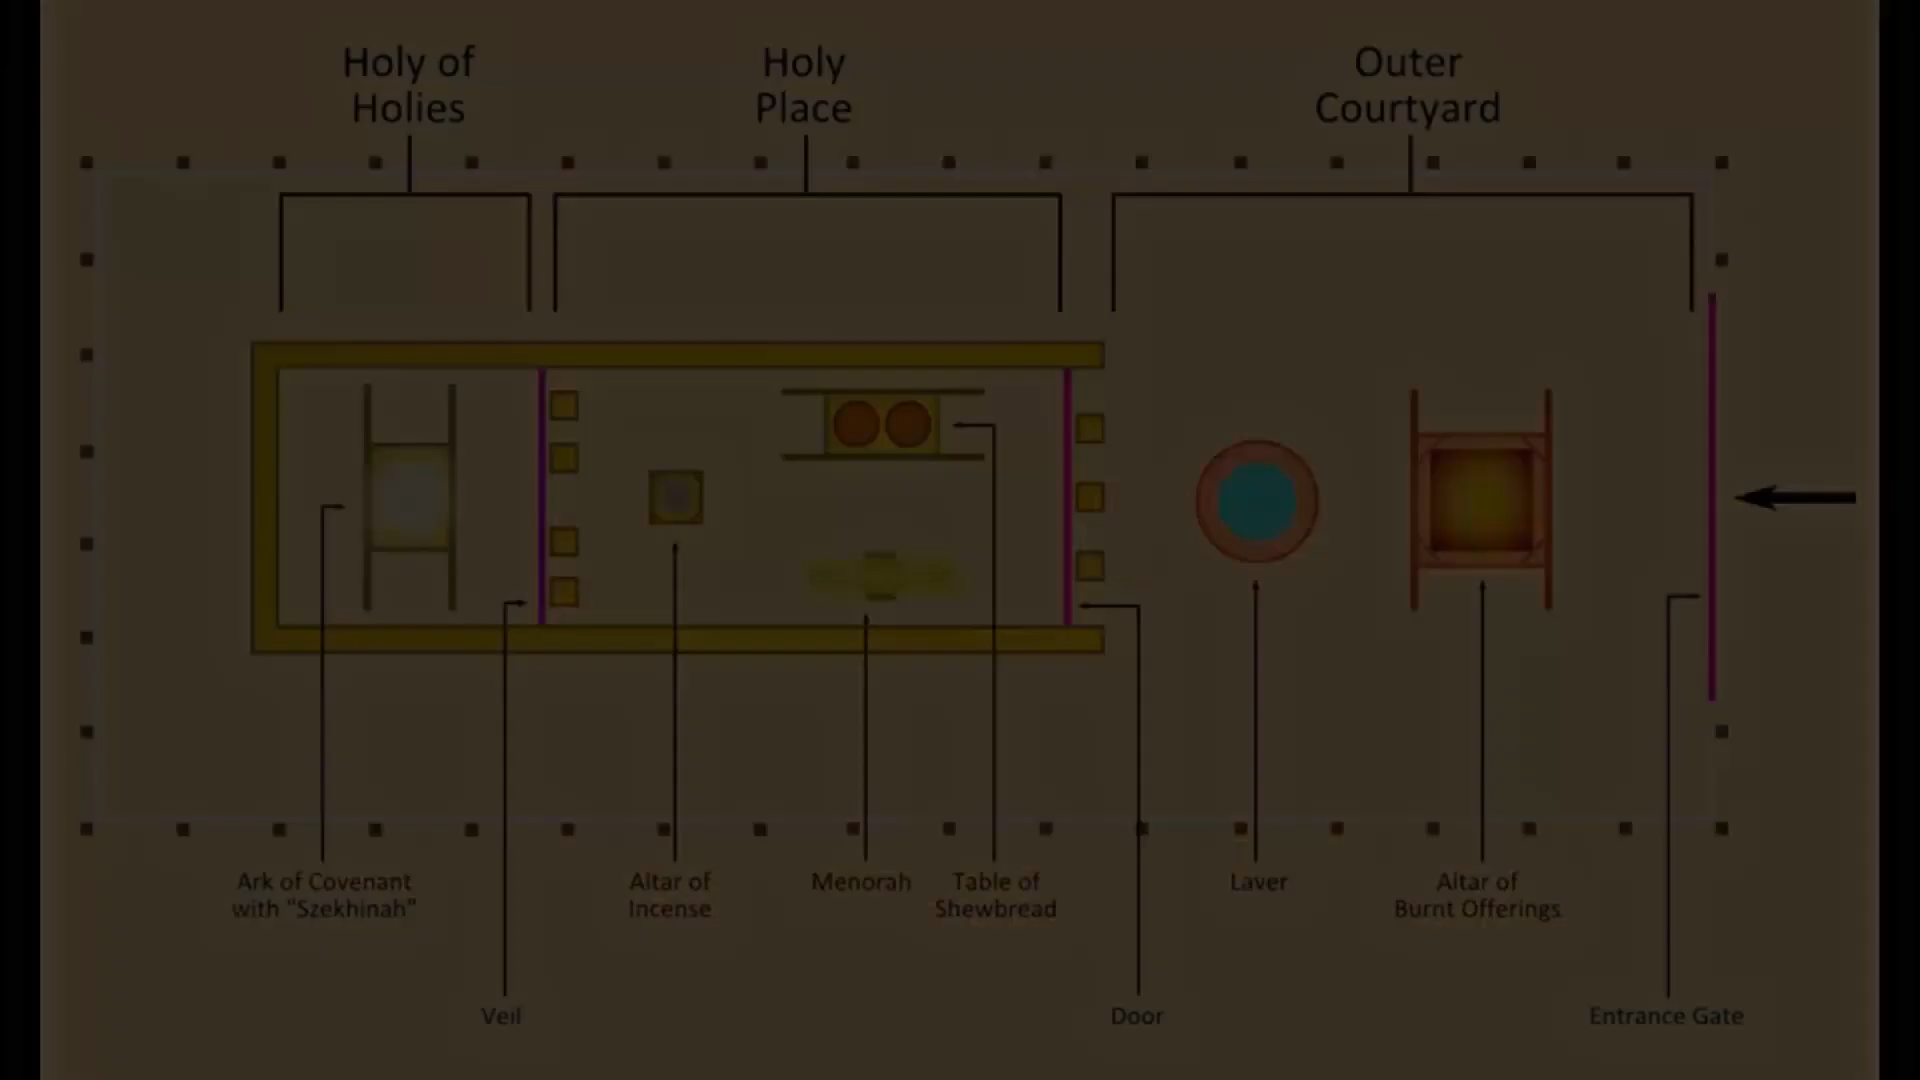 Holy of
Holies
Holy
Place
Outer
Courtyard
Ark of Covenant
with "Szekhinah"
Altar of
Incense
Menorah
Table of
Shewbread
Laver
Altar of
Burnt Offerings
Veil
Door
Entrance Gate